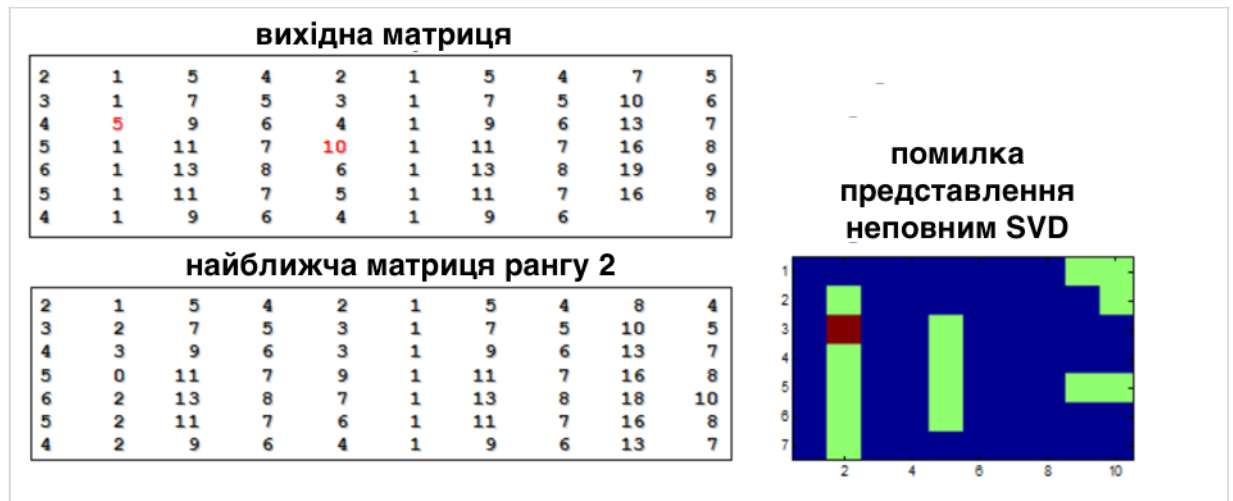 вихідна матриця
2 1 5 4 2 1 5 4 7 5
3 1 7 5 3 1 7 5 10 6
4 5 9 6 4 1 9 6 13 7
5 1 11 7 10 1 11 7 16 8
6 1 13 8 6 1 13 8 19 9
5 1 11 7 5 1 11 7 16 8
4 1 9 6 4 1 9 6 7
найближча матриця рангу 2
2 1 5 4 2 1 5 4 8 4
3 2 7 5 3 1 7 5 10 5
4 3 9 6 3 1 9 6 13 7
5 0 11 7 9 1 11 7 16 8
6 2 13 8 7 1 13 8 18 10
5 2 11 7 6 1 11 7 16 8
4 2 9 6 4 1 9 6 13 7
помилка
представлення
неповним SVD
1
2
3
4
5
6
7
2 4 6 8 10